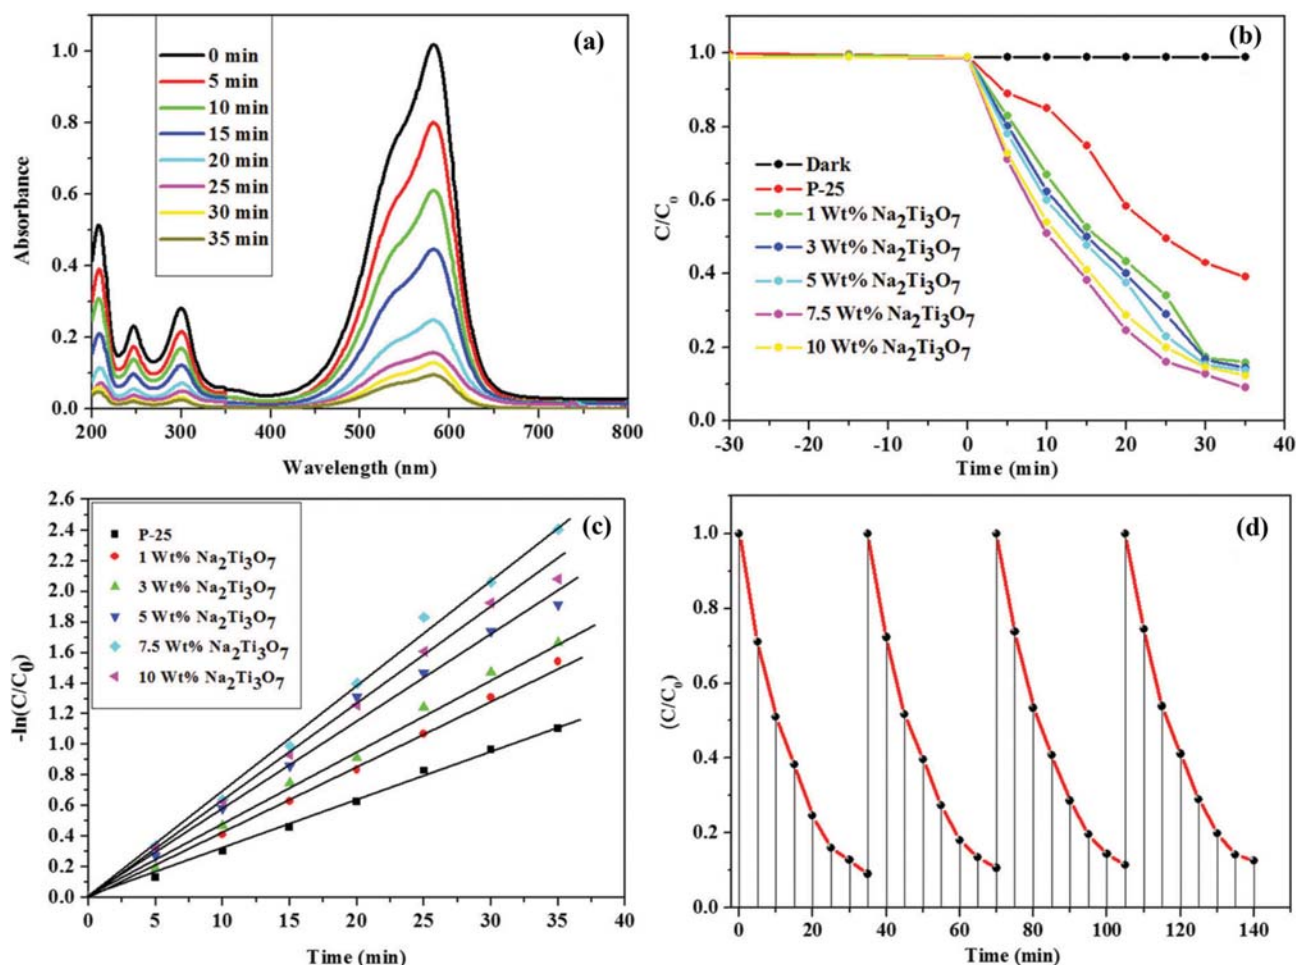 (a)
0 min
5 min
10 min
15 min
20 min
25 min
30 min
35 min
1.0
0.8
0.6
0.4
0.2
0.0
Absorbance
200 300 400 500 600 700 800
Wavelength (nm)
(b)
Dark
P-25
1 Wt% Na₂Ti₃O₇
3 Wt% Na₂Ti₃O₇
5 Wt% Na₂Ti₃O₇
7.5 Wt% Na₂Ti₃O₇
10 Wt% Na₂Ti₃O₇
1.0
0.8
0.6
0.4
0.2
0.0
C/C₀
-30 -20 -10 0 10 20 30 40
Time (min)
(c)
P-25
1 Wt% Na₂Ti₃O₇
3 Wt% Na₂Ti₃O₇
5 Wt% Na₂Ti₃O₇
7.5 Wt% Na₂Ti₃O₇
10 Wt% Na₂Ti₃O₇
2.6
2.4
2.2
2.0
1.8
1.6
1.4
1.2
1.0
0.8
0.6
0.4
0.2
0.0
-ln(C/C₀)
0 5 10 15 20 25 30 35 40
Time (min)
(d)
1.0
0.8
0.6
0.4
0.2
0.0
(C/C₀)
0 20 40 60 80 100 120 140
Time (min)